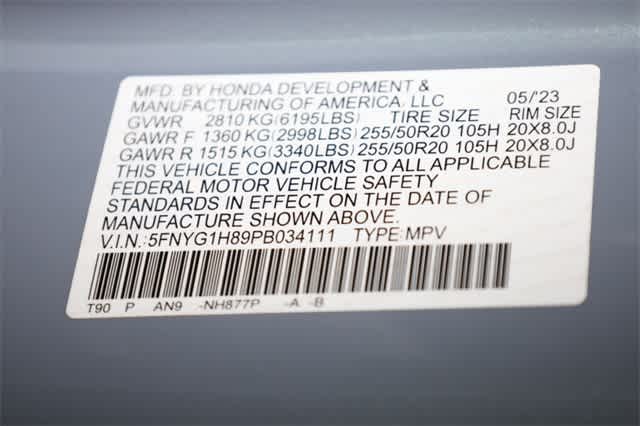 MFD. BY HONDA DEVELOPMENT &
MANUFACTURING OF AMERICA, LLC 05/'23
GVWR 2810 KG(6195LBS) TIRE SIZE RIM SIZE
GAWR F 1360 KG(2998LBS) 255/50R20 105H 20X8.0J
GAWR R 1515 KG(3340LBS) 255/50R20 105H 20X8.0J
THIS VEHICLE CONFORMS TO ALL APPLICABLE
FEDERAL MOTOR VEHICLE SAFETY
STANDARDS IN EFFECT ON THE DATE OF
MANUFACTURE SHOWN ABOVE.
V.I.N.:5FNYG1H89PB034111 TYPE:MPV
T90 P AN9 -NH877P -A -B